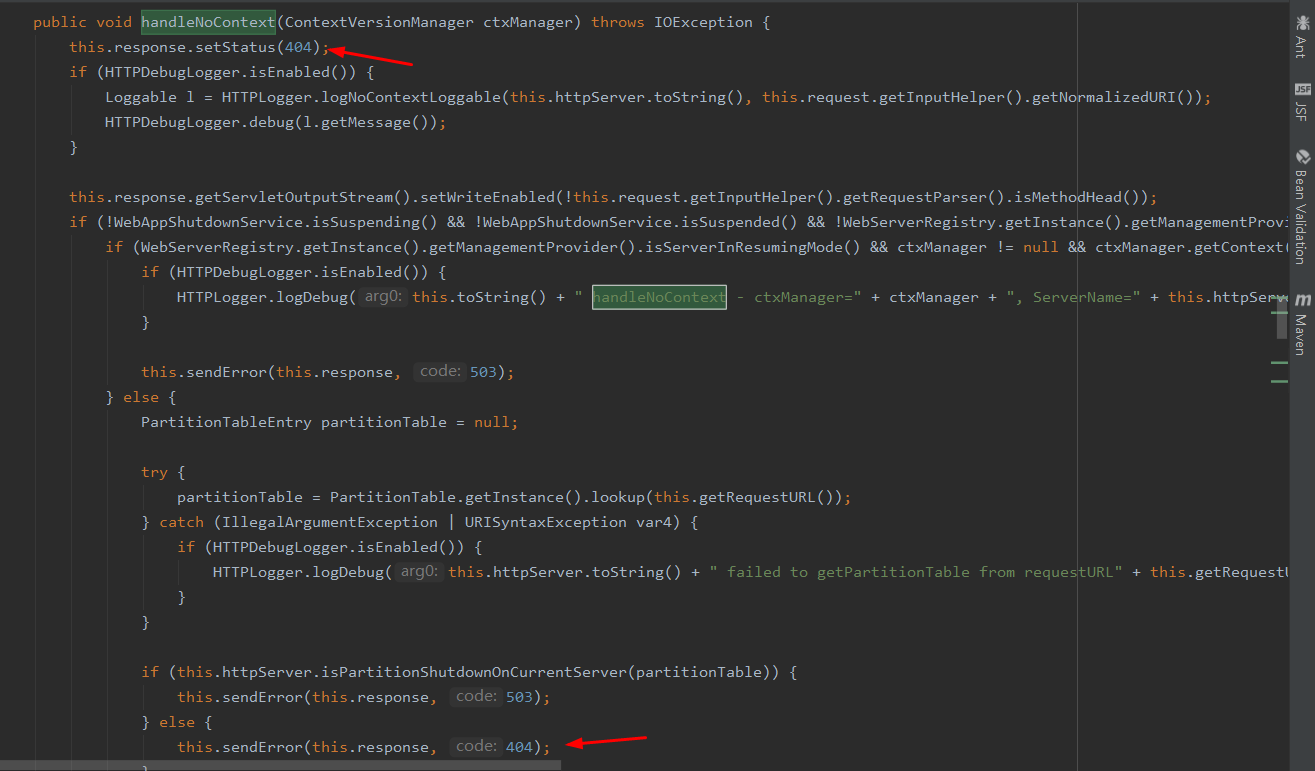 public void handleNoContext(ContextVersionManager ctxManager) throws IOException {
this.response.setStatus(404);
if (HTTPDebugLogger.isEnabled()) {
Loggable l = HTTPLogger.logNoContextLoggable(this.httpServer.toString(), this.request.getInputHelper().getNormalizedURI());
HTTPDebugLogger.debug(l.getMessage());
}
this.response.getServletOutputStream().setWriteEnabled(!this.request.getInputHelper().getRequestParser().isMethodHead());
if (!WebAppShutdownService.isSuspending() && !WebAppShutdownService.isSuspended() && !WebServerRegistry.getInstance().getManagementProvi
if (WebServerRegistry.getInstance().getManagementProvider().isServerInResumingMode() && ctxManager != null && ctxManager.getContext(
if (HTTPDebugLogger.isEnabled()) {
HTTPLogger.logDebug( arg0: this.toString() + " handleNoContext - ctxManager=" + ctxManager + ", ServerName=" + this.httpServe
}
this.sendError(this.response, code: 503);
} else {
PartitionTableEntry partitionTable = null;
try {
partitionTable = PartitionTable.getInstance().lookup(this.getRequestURL());
} catch (IllegalArgumentException | URISyntaxException var4) {
if (HTTPDebugLogger.isEnabled()) {
HTTPLogger.logDebug( arg0: this.httpServer.toString() + " failed to getPartitionTable from requestURL" + this.getRequestU
}
}
if (this.httpServer.isPartitionShutdownOnCurrentServer(partitionTable)) {
this.sendError(this.response, code: 503);
} else {
this.sendError(this.response, code: 404);
Ant
JSF
JSF
Bean Validation
m
Maven